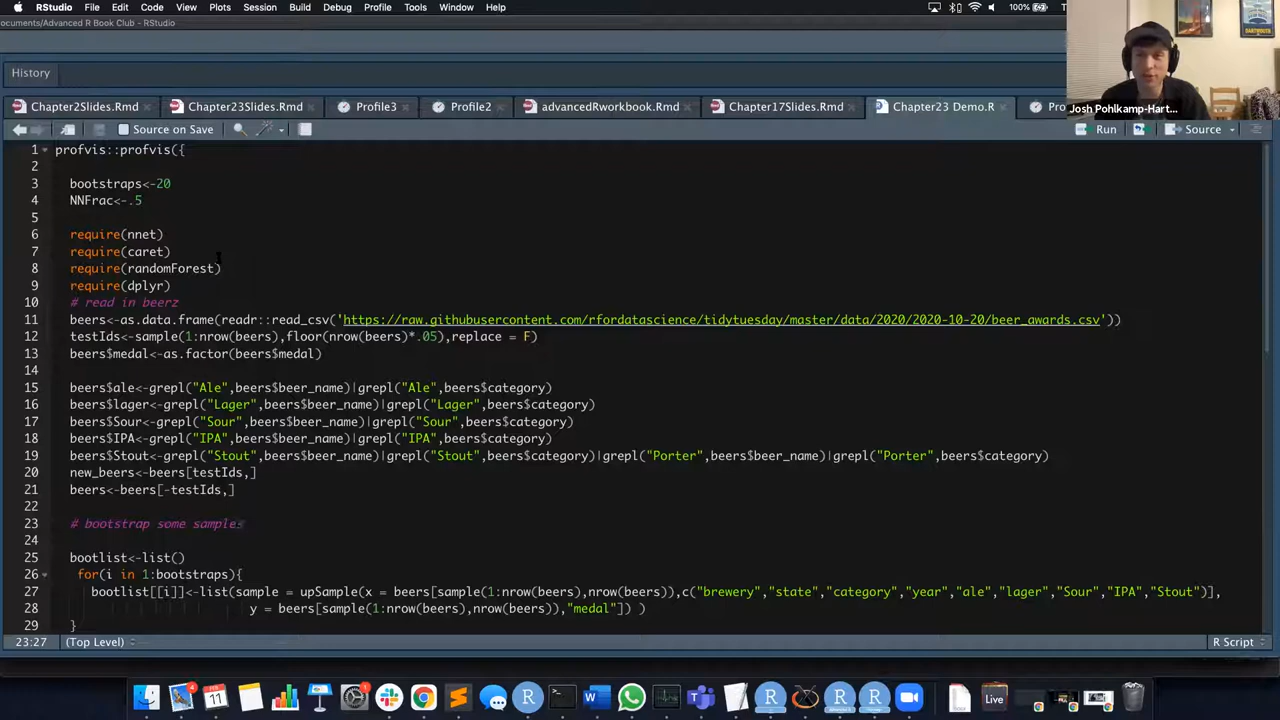 RStudio File Edit Code View Plots Session Build Debug Profile Tools Window Help 100%
ocuments/Advanced R Book Club - RStudio
History
Chapter2Slides.Rmd Chapter23Slides.Rmd Profile3 Profile2 advancedRworkbook.Rmd Chapter17Slides.Rmd Chapter23 Demo.R Pro
Josh Pohlkamp-Hart...
Source on Save Run Source
1 profvis::profvis({
2
3 bootstraps<-20
4 NNFrac<-.5
5
6 require(nnet)
7 require(caret)
8 require(randomForest)
9 require(dplyr)
10 # read in beerz
11 beers<-as.data.frame(readr::read_csv('https://raw.githubusercontent.com/rfordatascience/tidytuesday/master/data/2020/2020-10-20/beer_awards.csv'))
12 testIds<-sample(1:nrow(beers),floor(nrow(beers)*.05),replace = F)
13 beers$medal<-as.factor(beers$medal)
14
15 beers$ale<-grepl("Ale",beers$beer_name)|grepl("Ale",beers$category)
16 beers$lager<-grepl("Lager",beers$beer_name)|grepl("Lager",beers$category)
17 beers$Sour<-grepl("Sour",beers$beer_name)|grepl("Sour",beers$category)
18 beers$IPA<-grepl("IPA",beers$beer_name)|grepl("IPA",beers$category)
19 beers$Stout<-grepl("Stout",beers$beer_name)|grepl("Stout",beers$category)|grepl("Porter",beers$beer_name)|grepl("Porter",beers$category)
20 new_beers<-beers[testIds,]
21 beers<-beers[-testIds,]
22
23 # bootstrap some samples
24
25 bootlist<-list()
26 for(i in 1:bootstraps){
27 bootlist[[i]]<-list(sample = upSample(x = beers[sample(1:nrow(beers),nrow(beers)),c("brewery","state","category","year","ale","lager","Sour","IPA","Stout")],
28 y = beers[sample(1:nrow(beers),nrow(beers)),"medal"]) )
29 }
23:27 (Top Level) R Script